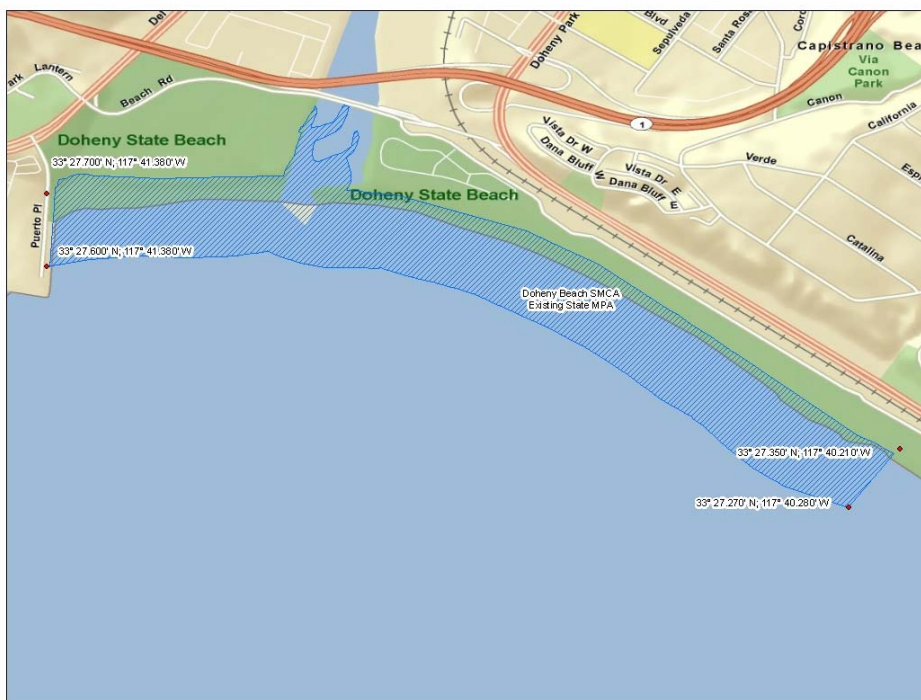 Del
Blvd
Sepulveda
Santa Rosa
Cord
Doheny Park
Capistrano Bea
Via
Canon
Park
Canon
California
ark Lantern
Beach Rd
1
Vista Dr W
Dana Bluff W
Vista Dr E
Dana Bluff E
Verde
Esp
Catalina
Doheny State Beach
33° 27.700' N; 117° 41.380' W
Doheny State Beach
Puerto Pl
33° 27.600' N; 117° 41.380' W
Doheny Beach SMCA
Existing State MPA
33° 27.350' N; 117° 40.210' W
33° 27.270' N; 117° 40.280' W